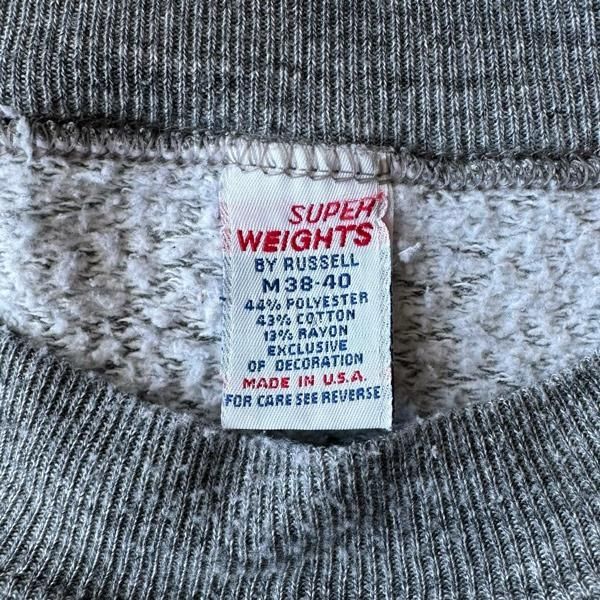 SUPER
WEIGHTS
BY RUSSELL
M 38-40
44% POLYESTER
43% COTTON
13% RAYON
EXCLUSIVE
OF DECORATION
MADE IN U.S.A.
FOR CARE SEE REVERSE